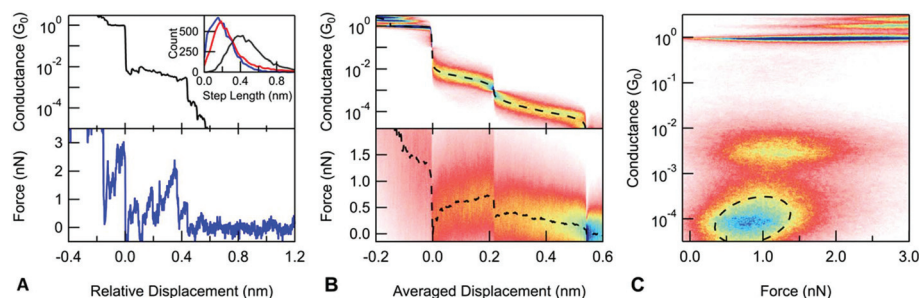 Conductance (G₀)
10⁰
10⁻²
10⁻⁴
500
0
Count
0.0 0.4 0.8
Step Length (nm)
Force (nN)
3
2
1
0
-0.4 0.0 0.4 0.8 1.2
A Relative Displacement (nm)
Conductance (G₀)
10⁰
10⁻²
10⁻⁴
Force (nN)
1.5
1.0
0.5
0.0
-0.2 0.0 0.2 0.4 0.6
B Averaged Displacement (nm)
Conductance (G₀)
10⁰
10⁻¹
10⁻²
10⁻³
10⁻⁴
0.0 1.0 2.0 3.0
C Force (nN)